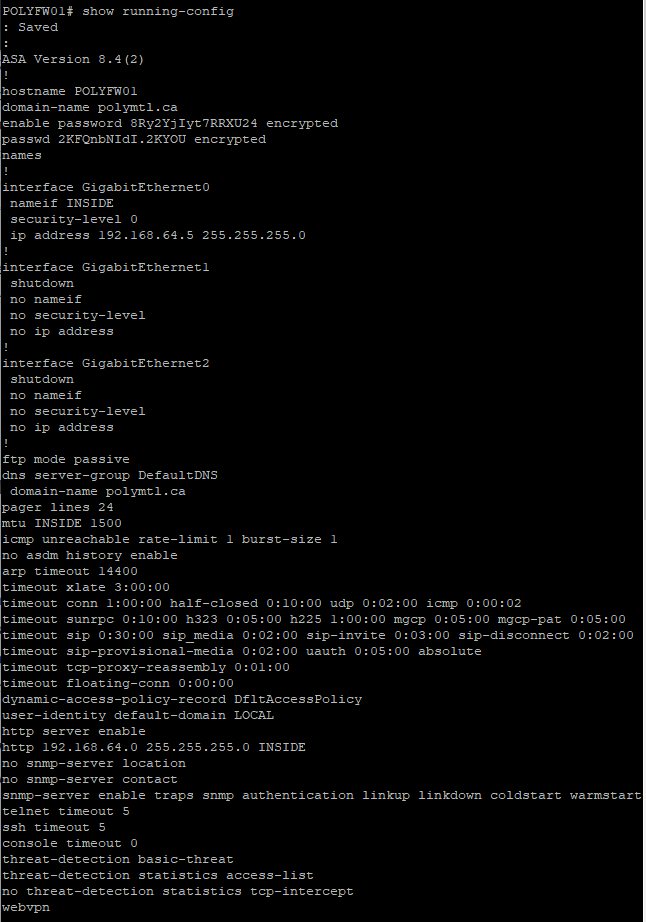 POLYFW01# show running-config
: Saved
:
ASA Version 8.4(2)
!
hostname POLYFW01
domain-name polymtl.ca
enable password 8Ry2YjIyt7RRXU24 encrypted
passwd 2KFQnbNIdI.2KYOU encrypted
names
!
interface GigabitEthernet0
 nameif INSIDE
 security-level 0
 ip address 192.168.64.5 255.255.255.0
!
interface GigabitEthernet1
 shutdown
 no nameif
 no security-level
 no ip address
!
interface GigabitEthernet2
 shutdown
 no nameif
 no security-level
 no ip address
!
ftp mode passive
dns server-group DefaultDNS
 domain-name polymtl.ca
pager lines 24
mtu INSIDE 1500
icmp unreachable rate-limit 1 burst-size 1
no asdm history enable
arp timeout 14400
timeout xlate 3:00:00
timeout conn 1:00:00 half-closed 0:10:00 udp 0:02:00 icmp 0:00:02
timeout sunrpc 0:10:00 h323 0:05:00 h225 1:00:00 mgcp 0:05:00 mgcp-pat 0:05:00
timeout sip 0:30:00 sip_media 0:02:00 sip-invite 0:03:00 sip-disconnect 0:02:00
timeout sip-provisional-media 0:02:00 uauth 0:05:00 absolute
timeout tcp-proxy-reassembly 0:01:00
timeout floating-conn 0:00:00
dynamic-access-policy-record DfltAccessPolicy
user-identity default-domain LOCAL
http server enable
http 192.168.64.0 255.255.255.0 INSIDE
no snmp-server location
no snmp-server contact
snmp-server enable traps snmp authentication linkup linkdown coldstart warmstart
telnet timeout 5
ssh timeout 5
console timeout 0
threat-detection basic-threat
threat-detection statistics access-list
no threat-detection statistics tcp-intercept
webvpn